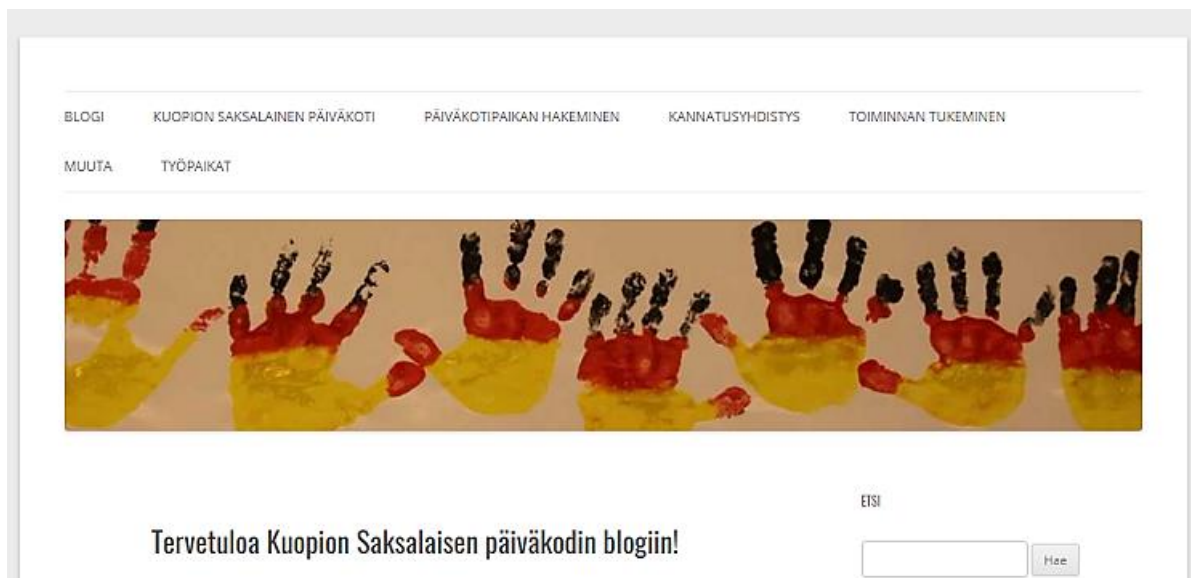 BLOGI KUOPION SAKSALAINEN PÄIVÄKOTI PÄIVÄKOTIPAIKAN HAKEMINEN KANNATUSYHDISTYS TOIMINNAN TUKEMINEN
MUUTA TYÖPAIKAT
ETSI
Tervetuloa Kuopion Saksalaisen päiväkodin blogiin!
Hae